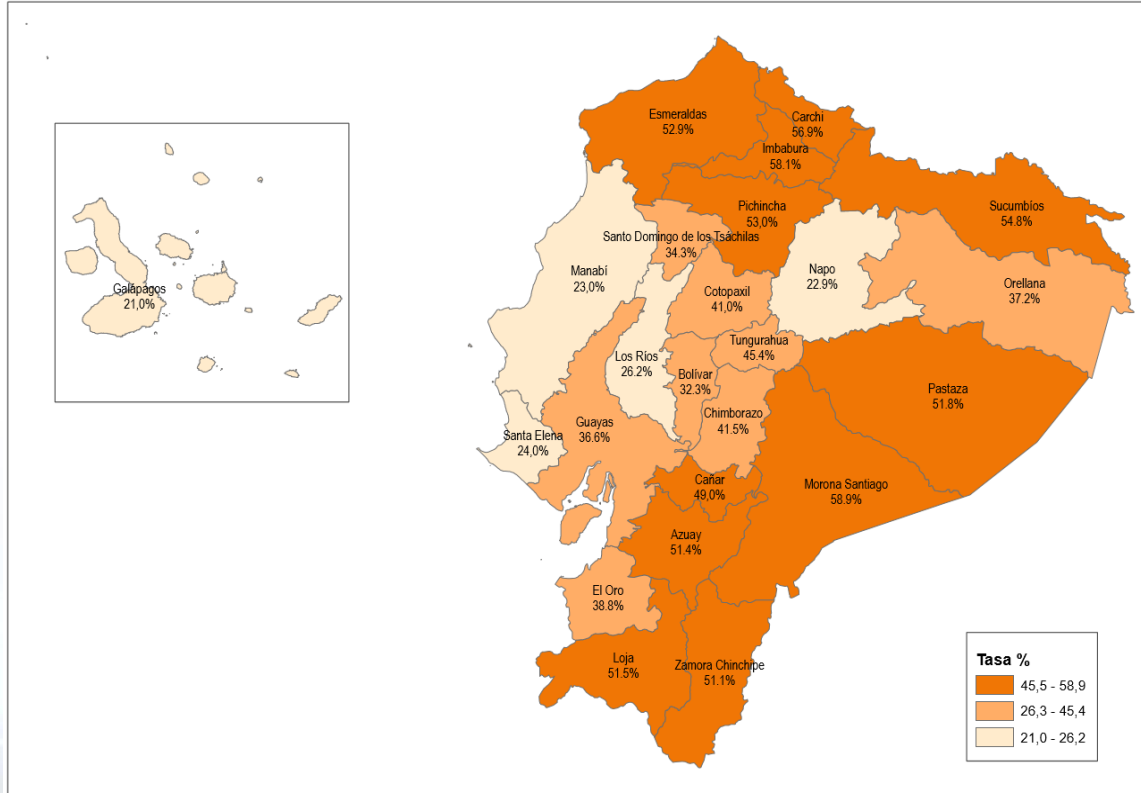 Esmeraldas
52.9%
Carchi
56.9%
Imbabura
58.1%
Pichincha
53,0%
Sucumbíos
54.8%
Santo Domingo de los Tsáchilas
34.3%
Manabí
23,0%
Napo
22.9%
Orellana
37.2%
Cotopaxil
41,0%
Galápagos
21,0%
Tungurahua
45.4%
Los Ríos
26.2%
Bolívar
32.3%
Pastaza
51.8%
Chimborazo
41.5%
Guayas
36.6%
Santa Elena
24,0%
Cañar
49,0%
Morona Santiago
58.9%
Azuay
51.4%
El Oro
38.8%
Loja
51.5%
Zamora Chinchipe
51.1%
Tasa %
45,5 - 58,9
26,3 - 45,4
21,0 - 26,2